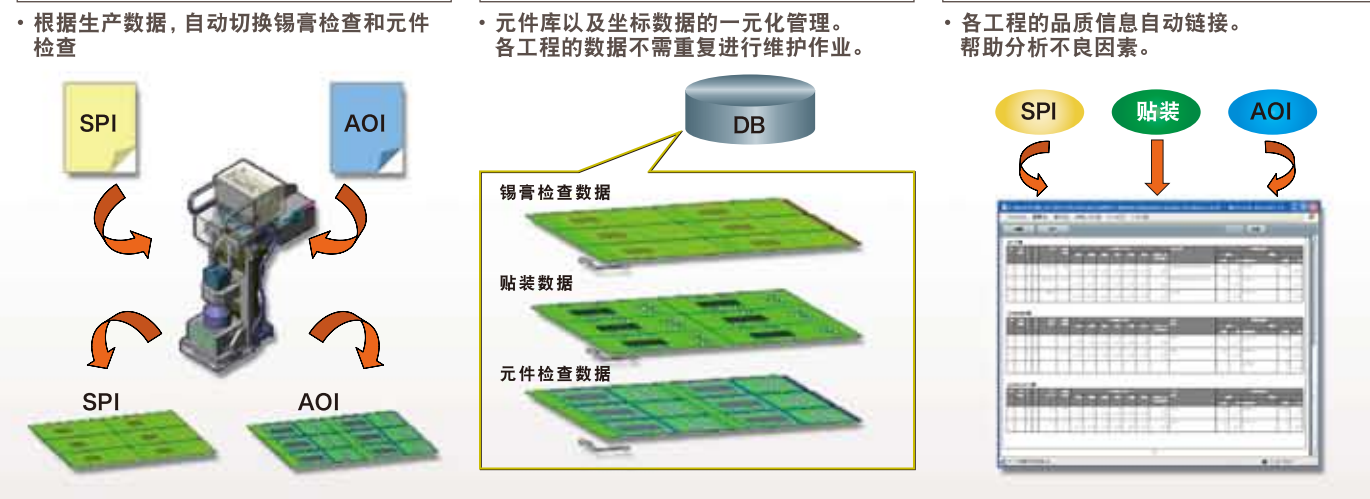 • 根据生产数据，自动切换锡膏检查和元件
检查
SPI
AOI
SPI
AOI
• 元件库以及坐标数据的一元化管理。
各工程的数据不需重复进行维护作业。
DB
锡膏检查数据
贴装数据
元件检查数据
• 各工程的品质信息自动链接。
帮助分析不良因素。
SPI
贴装
AOI